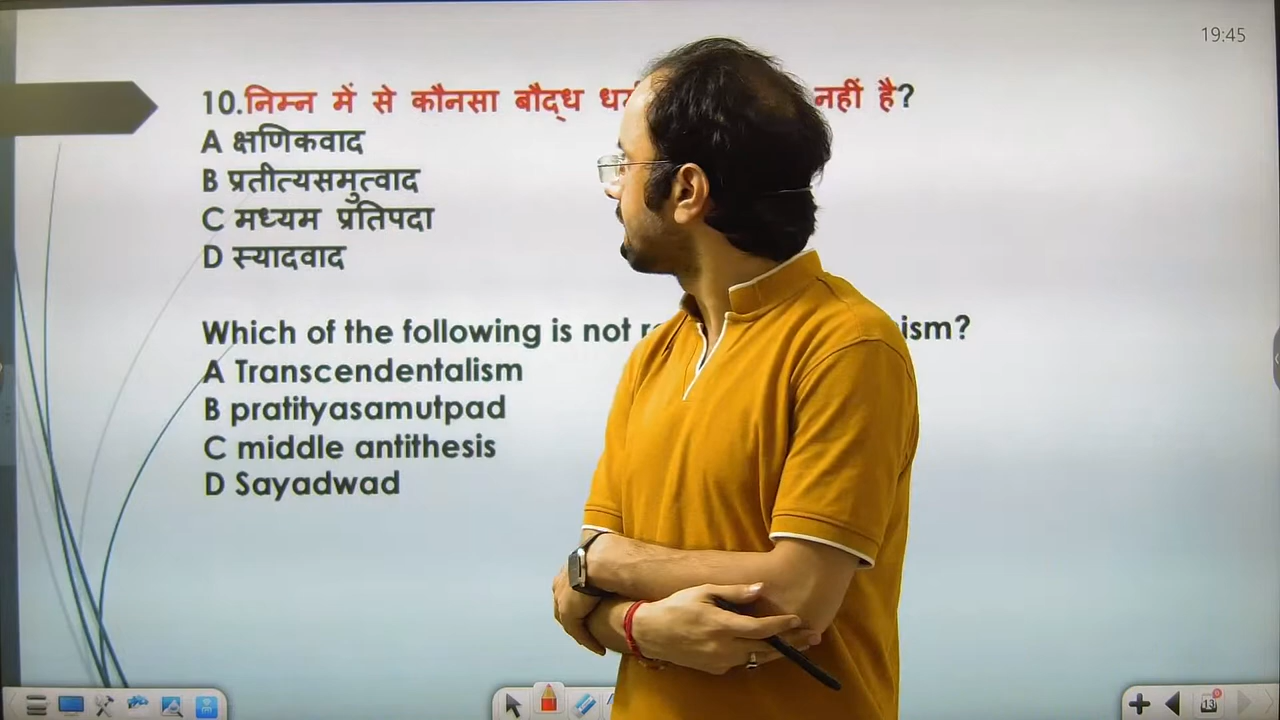 19:45
10.निम्न में से कौनसा बौद्ध नहीं है?
A क्षणिकवाद
B प्रतीत्यसमुत्वाद
C मध्यम प्रतिपदा
D स्यादवाद
Which of the following is not
A Transcendentalism
B pratityasamutpad
C middle antithesis
D Sayadwad
13